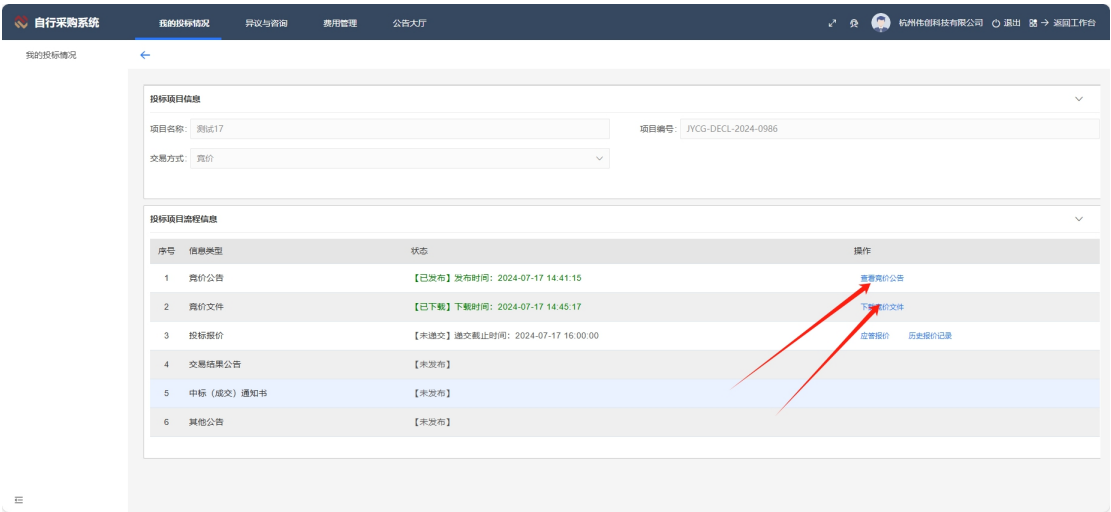 自行采购系统 我的投标情况 异议与咨询 费用管理 公告大厅 杭州伟创科技有限公司 退出 返回工作台
我的投标情况
投标项目信息
项目名称: 测试17 项目编号: JYCG-DECL-2024-0986
交易方式: 竞价
投标项目流程信息
序号 信息类型 状态 操作
1 竞价公告 【已发布】发布时间：2024-07-17 14:41:15 查看竞价公告
2 竞价文件 【已下载】下载时间：2024-07-17 14:45:17 下载竞价文件
3 投标报价 【未递交】递交截止时间：2024-07-17 16:00:00 应答报价 历史报价记录
4 交易结果公告 【未发布】
5 中标（成交）通知书 【未发布】
6 其他公告 【未发布】